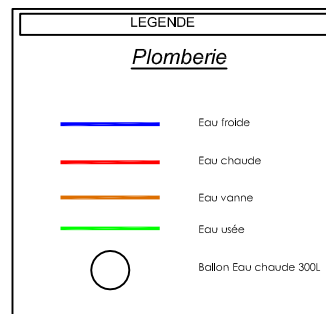 LEGENDE
Plomberie
Eau froide
Eau chaude
Eau vanne
Eau usée
Ballon Eau chaude 300L